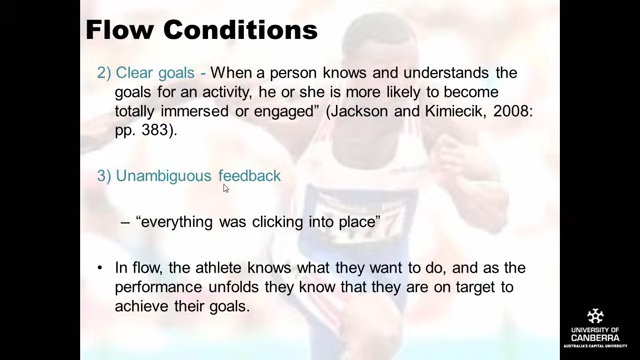 Flow Conditions
2) Clear goals - When a person knows and understands the
goals for an activity, he or she is more likely to become
totally immersed or engaged” (Jackson and Kimiecik, 2008:
pp. 383).
3) Unambiguous feedback
– “everything was clicking into place”
• In flow, the athlete knows what they want to do, and as the
performance unfolds they know that they are on target to
achieve their goals.
UNIVERSITY OF
CANBERRA
AUSTRALIA'S CAPITAL UNIVERSITY